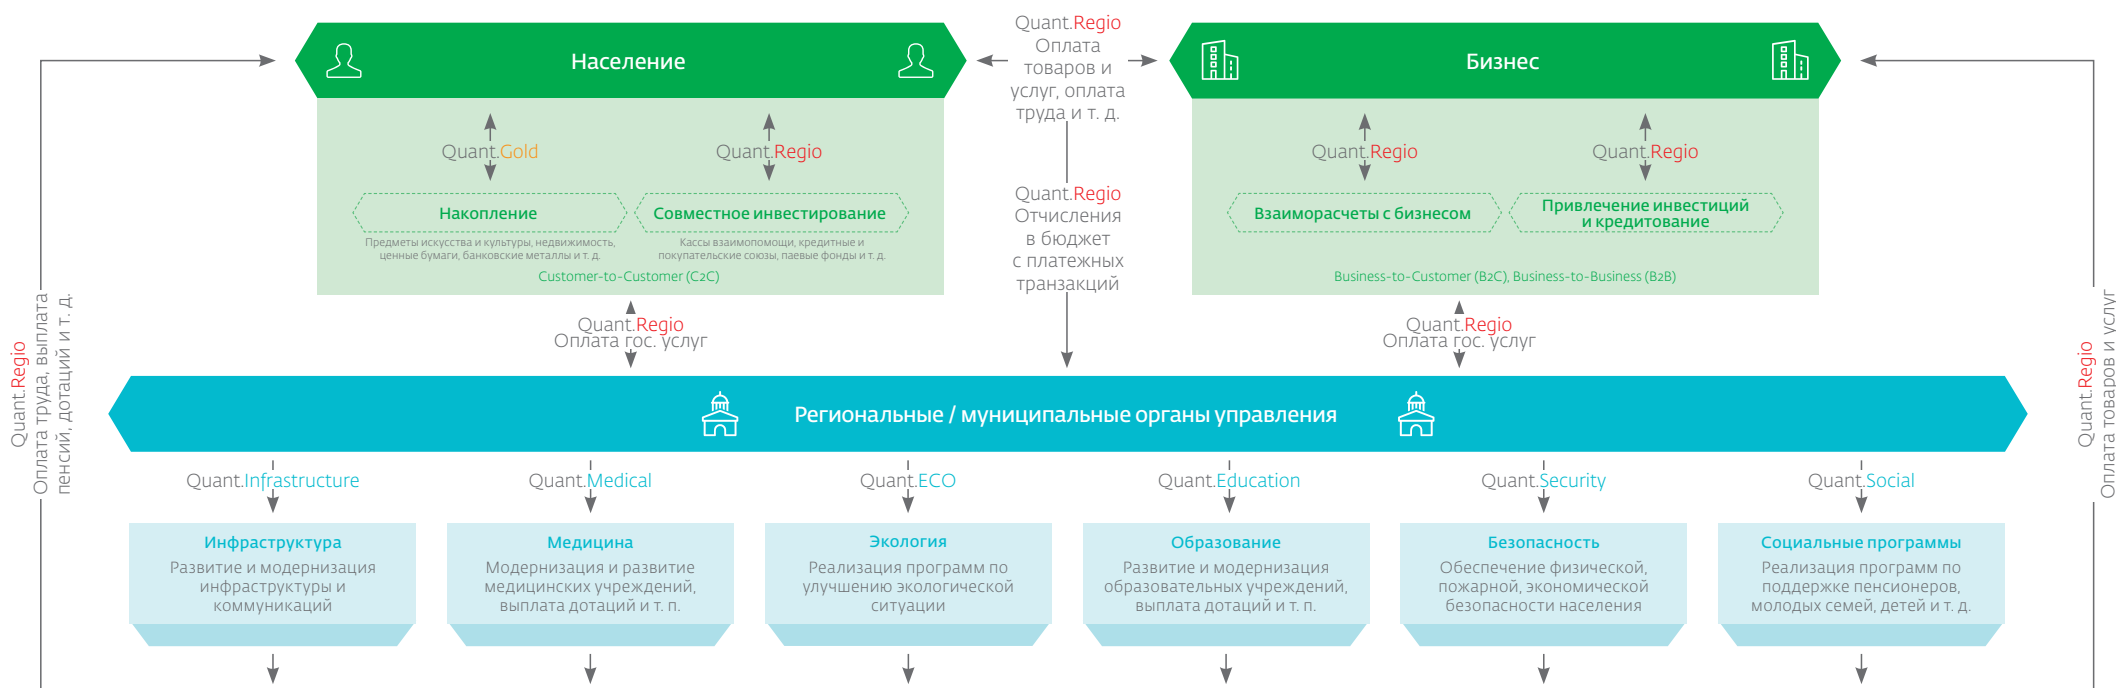 Население
Quant.Regio
Оплата
товаров и
услуг, оплата
труда и т. д.
Бизнес
Quant.Gold
Quant.Regio
Quant.Regio
Quant.Regio
Накопление
Предметы искусства и культуры, недвижимость,
ценные бумаги, банковские металлы и т. д.
Совместное инвестирование
Кассы взаимопомощи, кредитные и
покупательские союзы, паевые фонды и т. д.
Customer-to-Customer (C2C)
Quant.Regio
Отчисления
в бюджет
с платежных
транзакций
Взаиморасчеты с бизнесом
Привлечение инвестиций
и кредитование
Business-to-Customer (B2C), Business-to-Business (B2B)
Quant.Regio
Оплата труда, выплата
пенсий, дотаций и т. д.
Quant.Regio
Оплата гос. услуг
Quant.Regio
Оплата гос. услуг
Quant.Regio
Оплата товаров и услуг
Региональные / муниципальные органы управления
Quant.Infrastructure
Quant.Medical
Quant.ECO
Quant.Education
Quant.Security
Quant.Social
Инфраструктура
Развитие и модернизация
инфраструктуры и
коммуникаций
Медицина
Модернизация и развитие
медицинских учреждений,
выплата дотаций и т. п.
Экология
Реализация программ по
улучшению экологической
ситуации
Образование
Развитие и модернизация
образовательных учреждений,
выплата дотаций и т. п.
Безопасность
Обеспечение физической,
пожарной, экономической
безопасности населения
Социальные программы
Реализация программ по
поддержке пенсионеров,
молодых семей, детей и т. д.